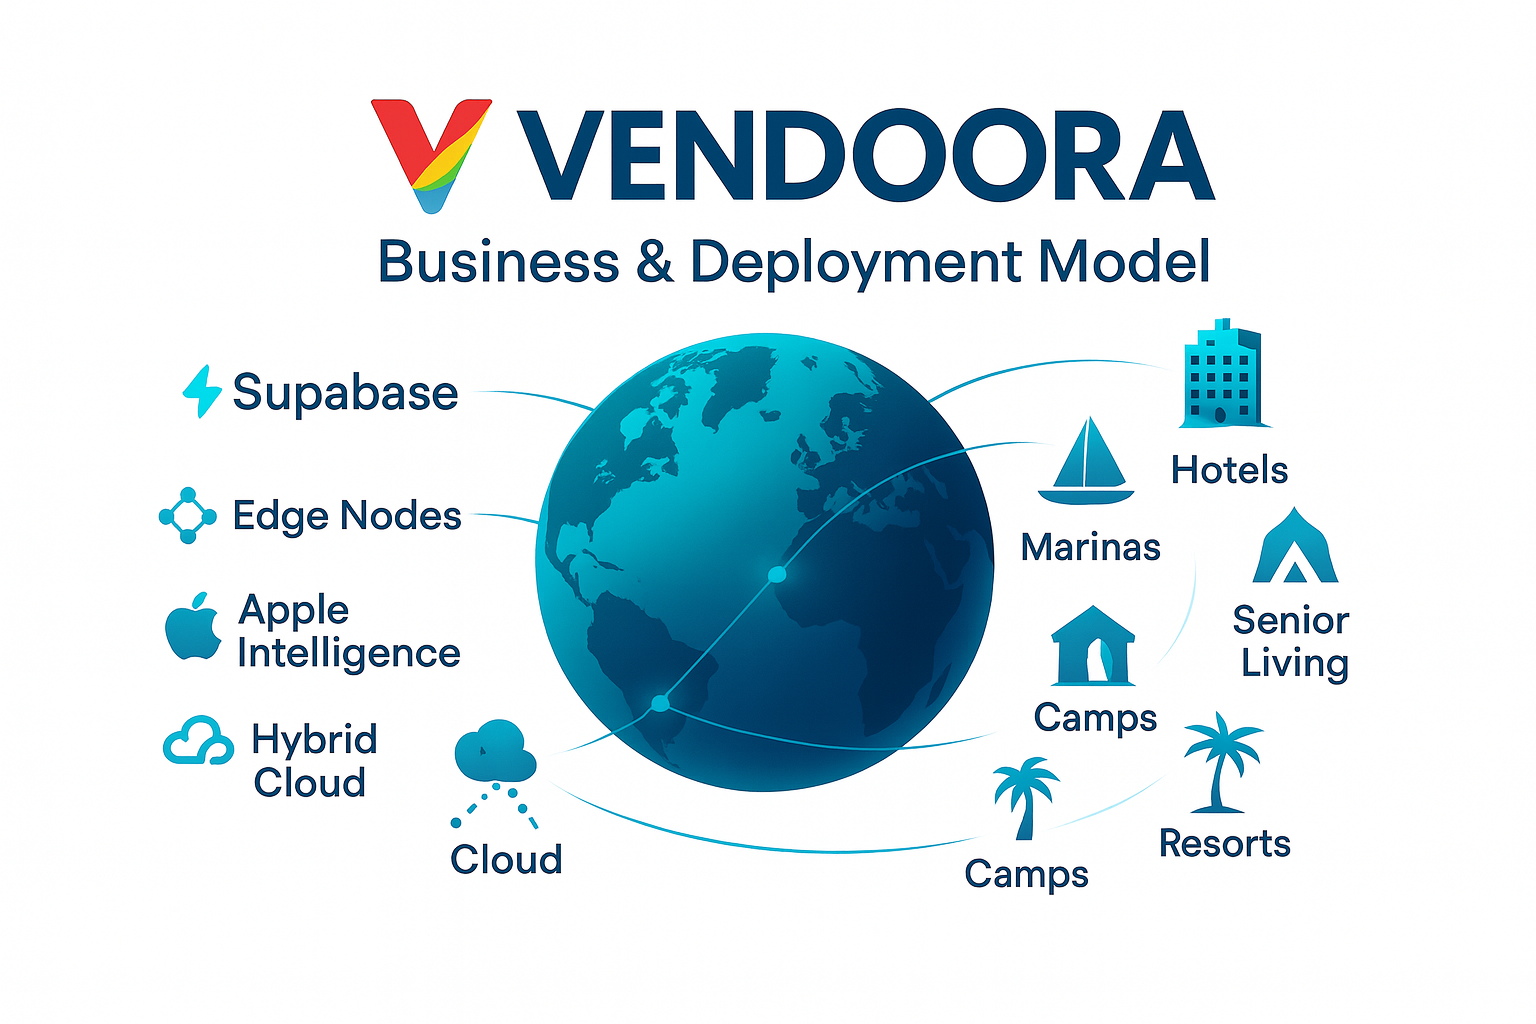 VENDOORA
Business & Deployment Model
Supabase
Edge Nodes
Apple
Intelligence
Hybrid
Cloud
Cloud
Hotels
Marinas
Senior
Living
Camps
Resorts
Camps